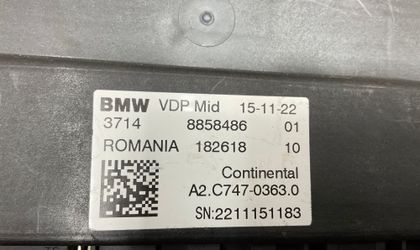 BMW VDP Mid 15-11-22
3714 8858486 01
ROMANIA 182618 10
Continental
A2.C747-0363.0
SN:2211151183